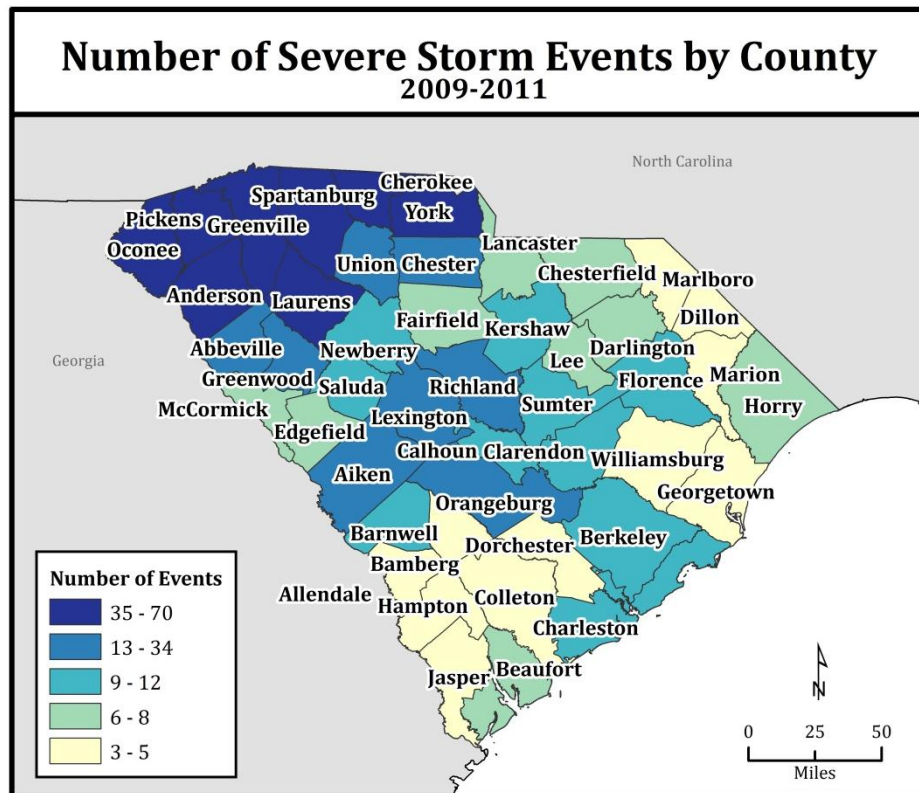 Number of Severe Storm Events by County
2009-2011
North Carolina
Cherokee
Spartanburg
York
Pickens
Greenville
Oconee
Lancaster
Union
Chester
Chesterfield
Marlboro
Anderson
Laurens
Dillon
Fairfield
Kershaw
Abbeville
Newberry
Darlington
Lee
Georgia
Greenwood
Saluda
Richland
Florence
Marion
McCormick
Lexington
Sumter
Horry
Edgefield
Calhoun
Clarendon
Williamsburg
Aiken
Georgetown
Orangeburg
Barnwell
Dorchester
Berkeley
Bamberg
Allendale
Hampton
Colleton
Charleston
Jasper
Beaufort
Number of Events
35 - 70
13 - 34
9 - 12
6 - 8
3 - 5
N
0 25 50
Miles